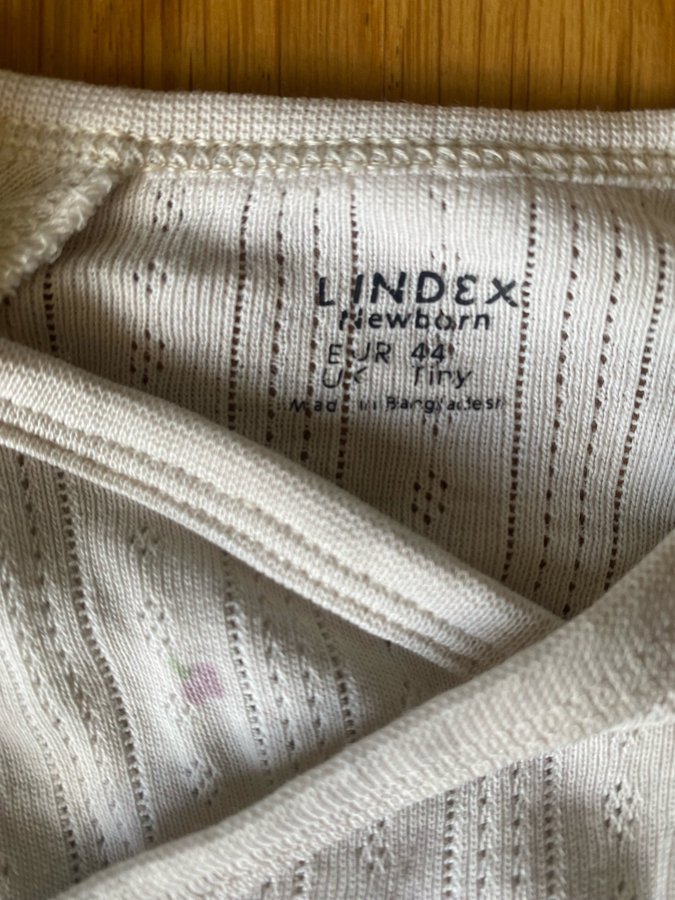 LINDEX
Newborn
EUR 44
UK Tiny
Made in Bangladesh